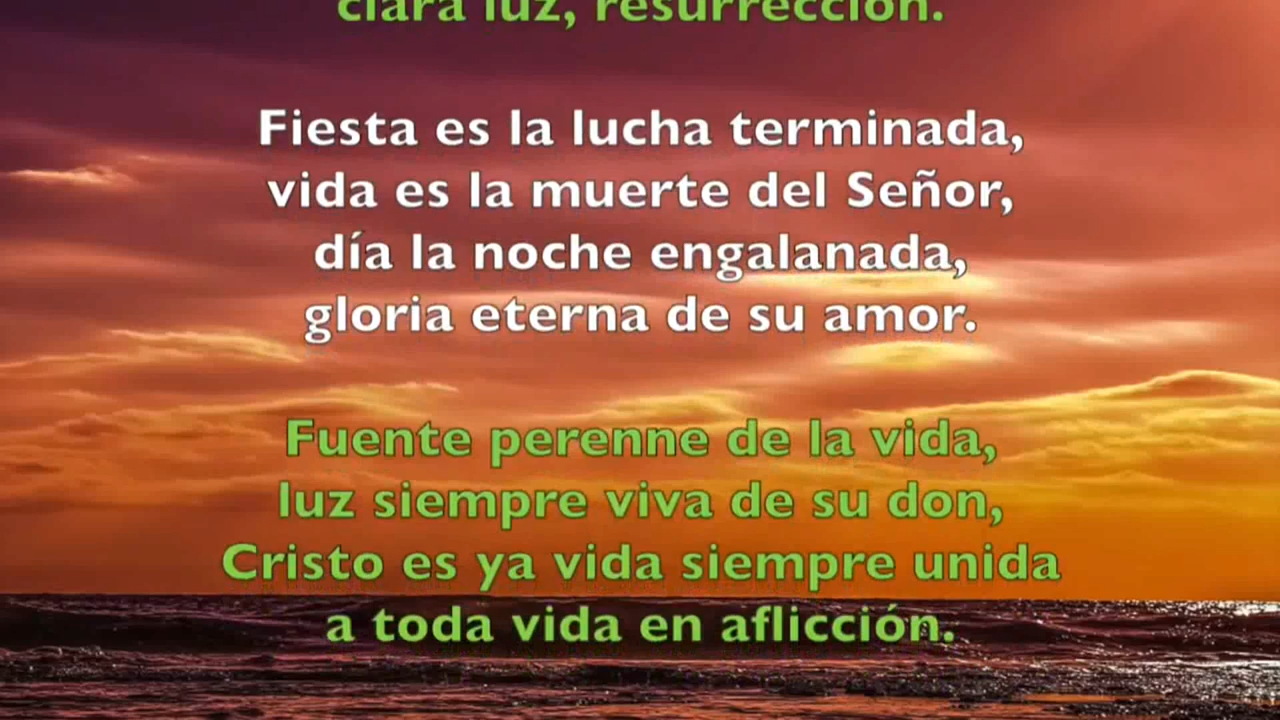 clara luz, resurrección.
Fiesta es la lucha terminada,
vida es la muerte del Señor,
día la noche engalanada,
gloria eterna de su amor.
Fuente perenne de la vida,
luz siempre viva de su don,
Cristo es ya vida siempre unida
a toda vida en aflicción.